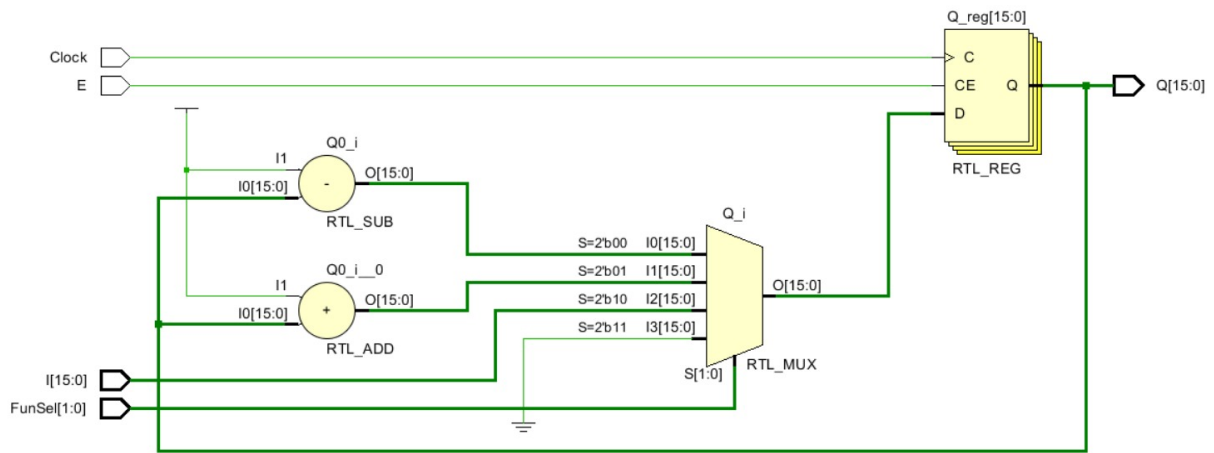 Q_reg[15:0]
Clock
C
E
CE
Q
Q[15:0]
D
RTL_REG
Q0_i
I1
O[15:0]
I0[15:0]
-
RTL_SUB
Q_i
S=2'b00 I0[15:0]
Q0_i__0
S=2'b01 I1[15:0]
I1
O[15:0]
O[15:0]
S=2'b10 I2[15:0]
I0[15:0]
+
S=2'b11 I3[15:0]
RTL_ADD
RTL_MUX
S[1:0]
I[15:0]
FunSel[1:0]